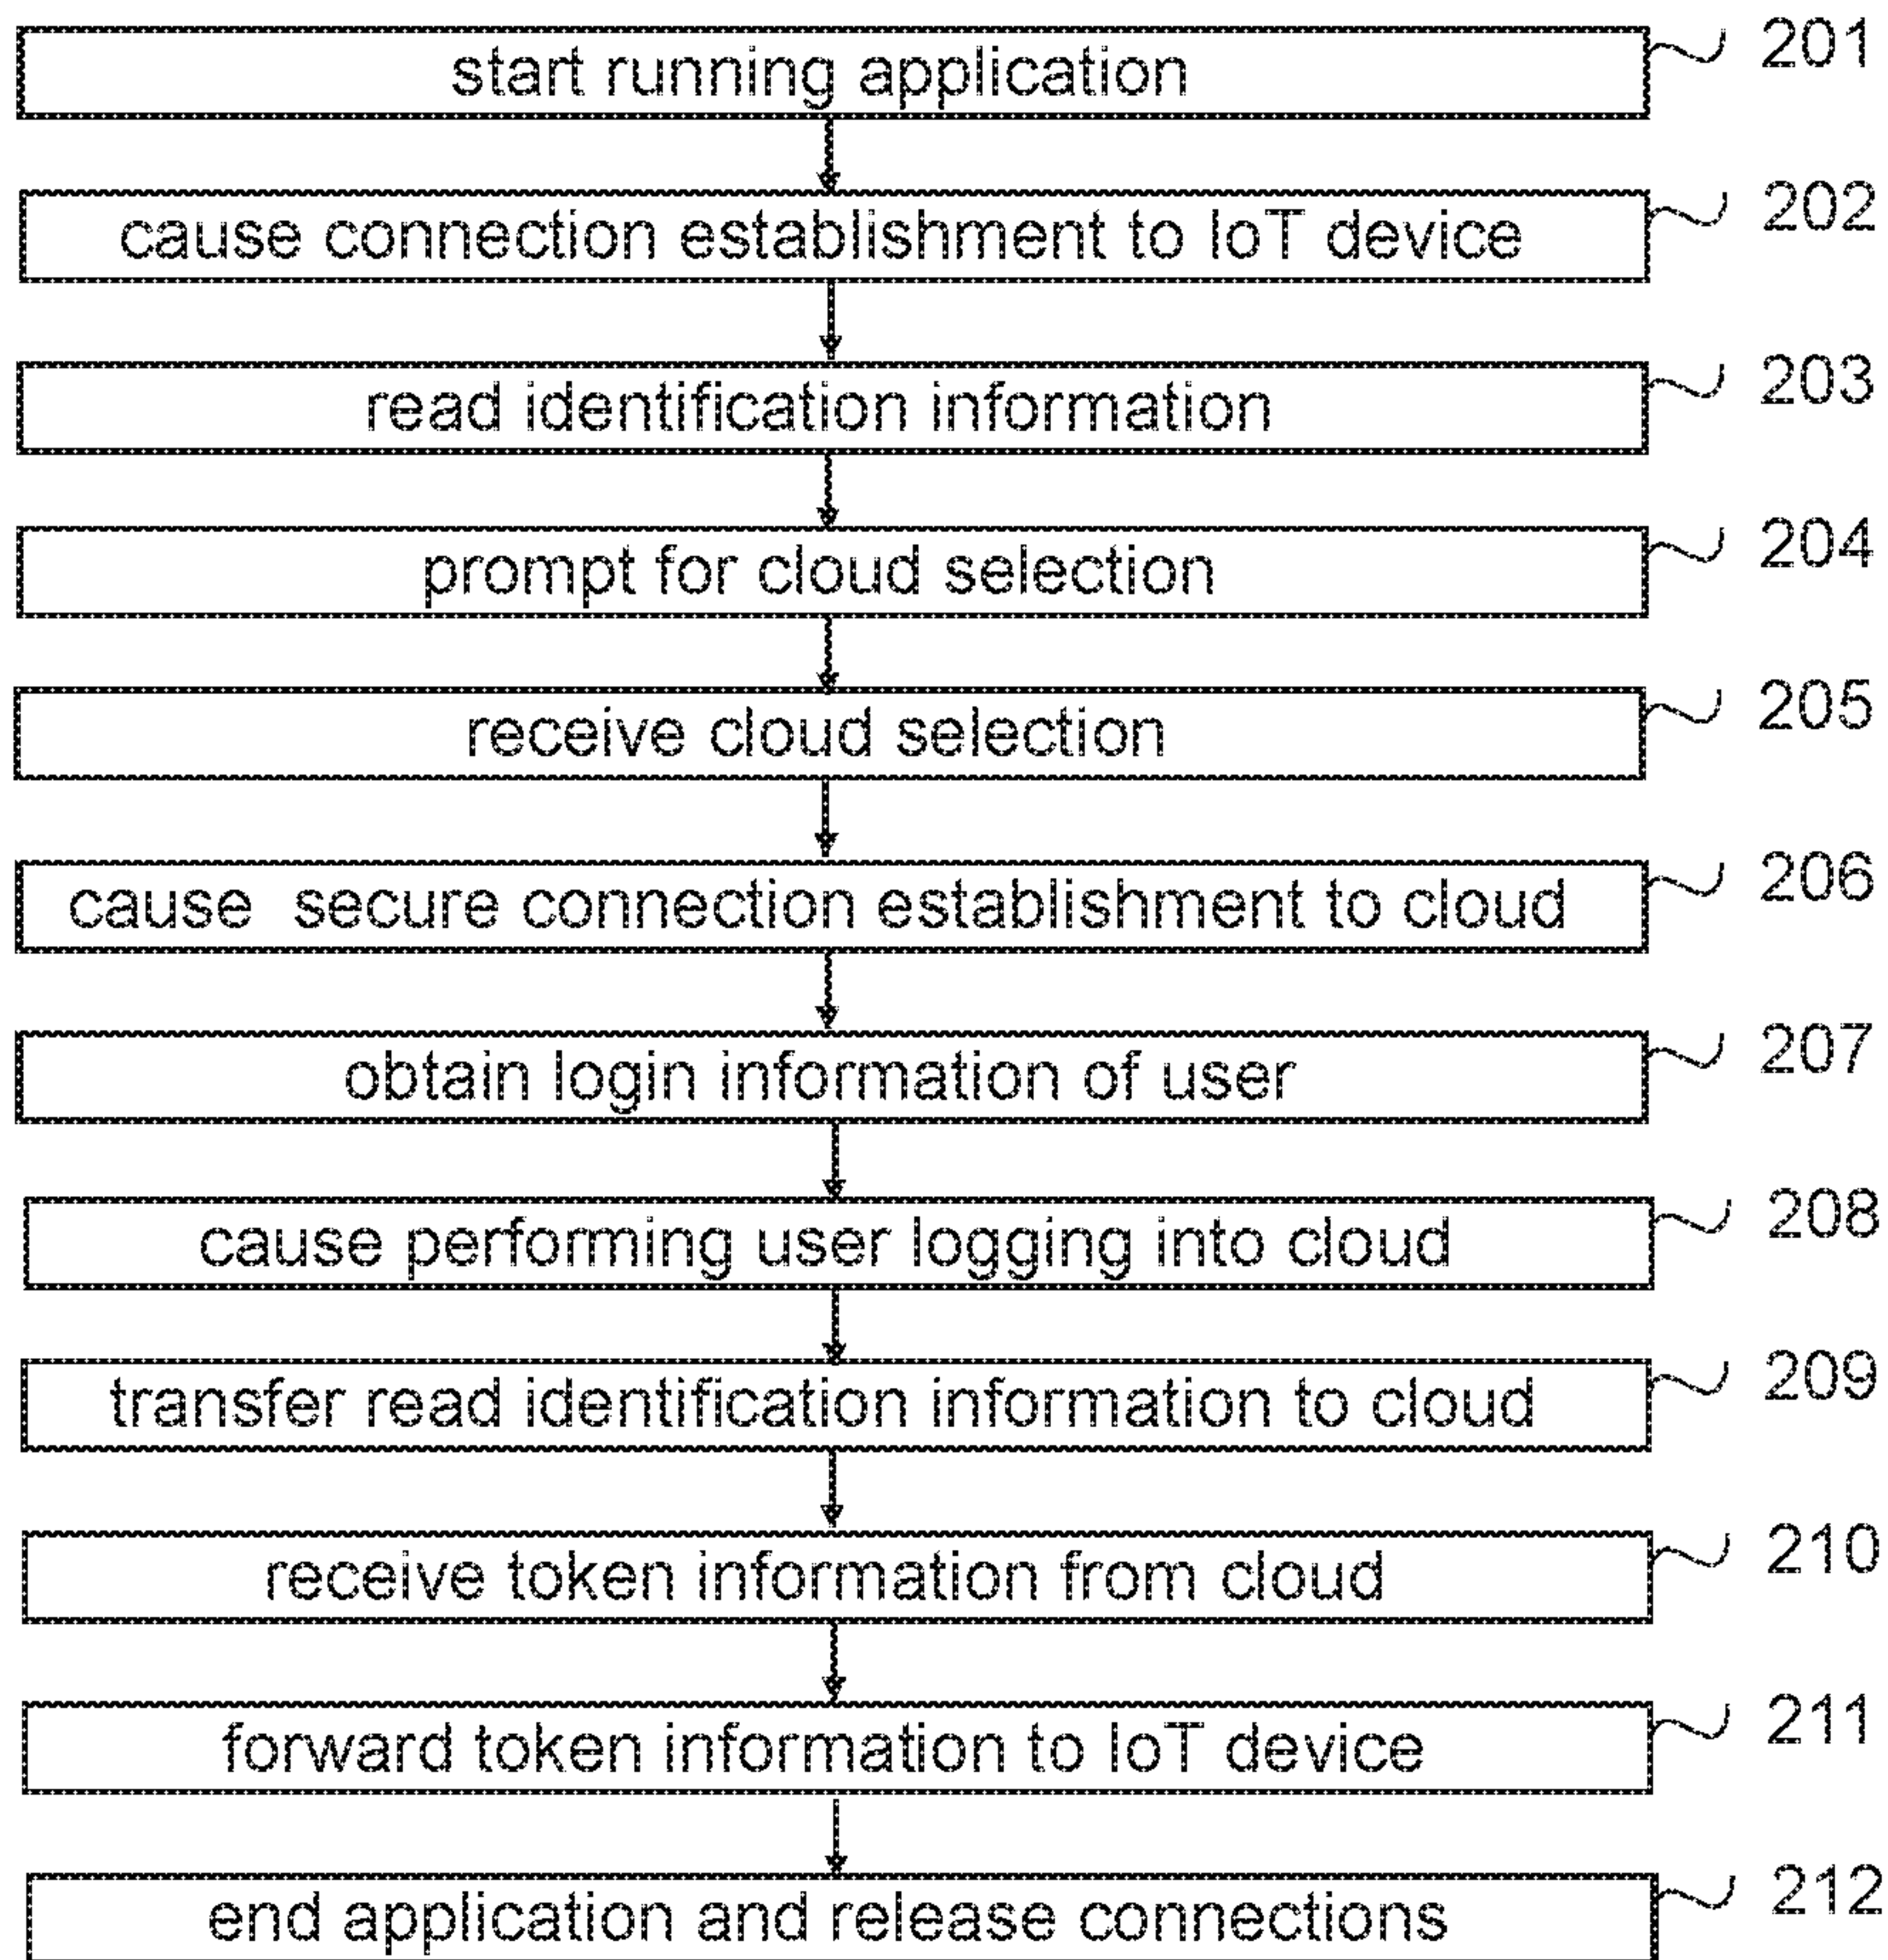 start running application 201
cause connection establishment to IoT device 202
read identification information 203
prompt for cloud selection 204
receive cloud selection 205
cause secure connection establishment to cloud 206
obtain login information of user 207
cause performing user logging into cloud 208
transfer read identification information to cloud 209
receive token information from cloud 210
forward token information to IoT device 211
end application and release connections 212